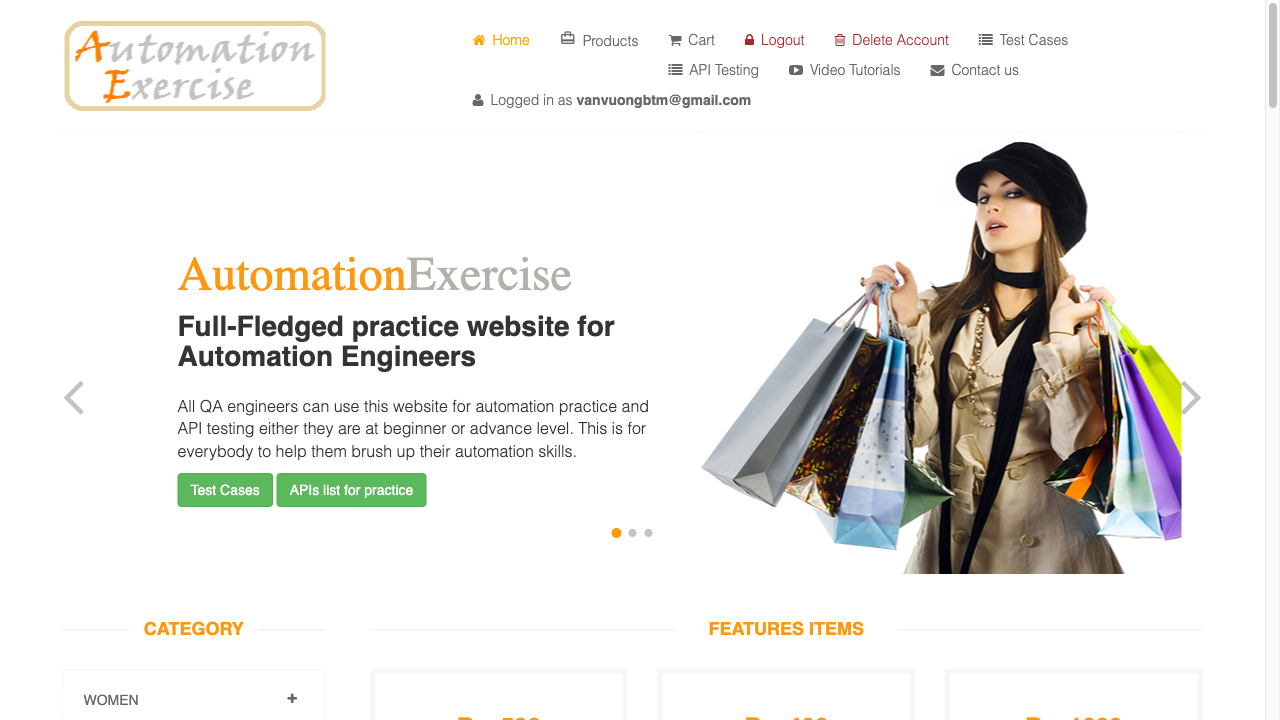 Automation
Exercise
Home Products Cart Logout Delete Account Test Cases
API Testing Video Tutorials Contact us
Logged in as vanvuongbtm@gmail.com
AutomationExercise
Full-Fledged practice website for
Automation Engineers
All QA engineers can use this website for automation practice and
API testing either they are at beginner or advance level. This is for
everybody to help them brush up their automation skills.
Test Cases APIs list for practice
CATEGORY FEATURES ITEMS
WOMEN +